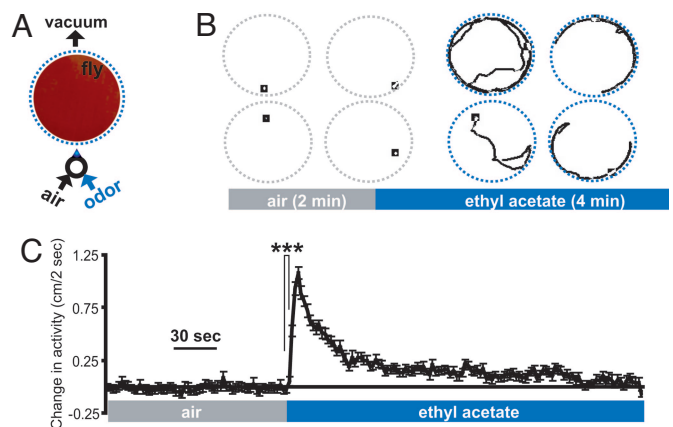 A
vacuum
fly
air
odor
B
air (2 min)
ethyl acetate (4 min)
C
Change in activity (cm/2 sec)
1.25
0.75
0.25
-0.25
***
30 sec
air
ethyl acetate